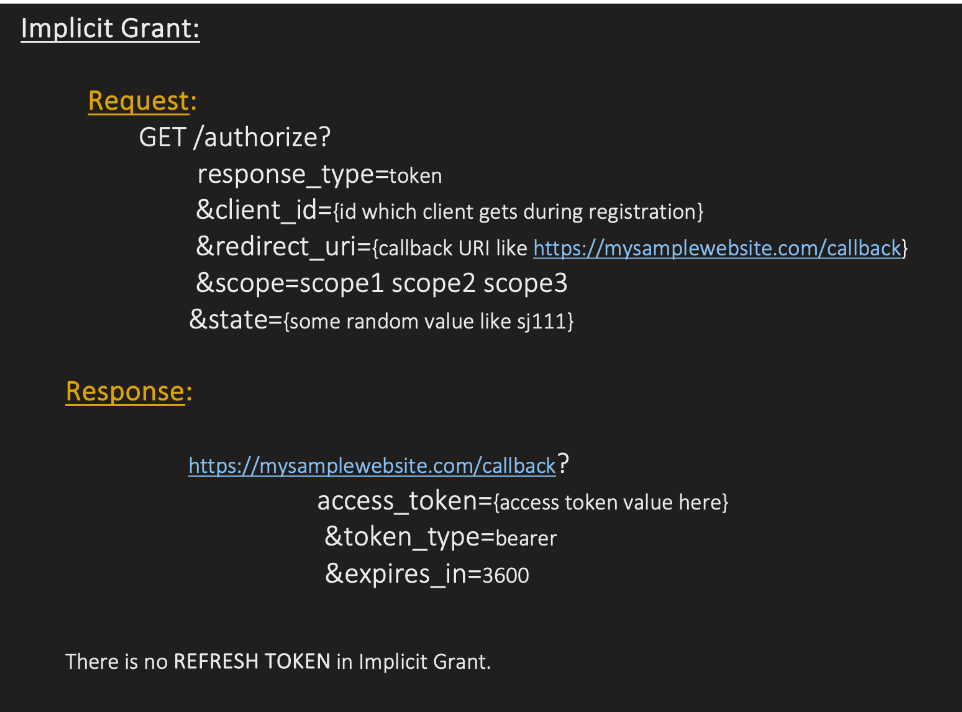 Implicit Grant:
Request:
GET /authorize?
response_type=token
&client_id={id which client gets during registration}
&redirect_uri={callback URI like https://mysamplewebsite.com/callback}
&scope=scope1 scope2 scope3
&state={some random value like sj111}
Response:
https://mysamplewebsite.com/callback?
access_token={access token value here}
&token_type=bearer
&expires_in=3600
There is no REFRESH TOKEN in Implicit Grant.